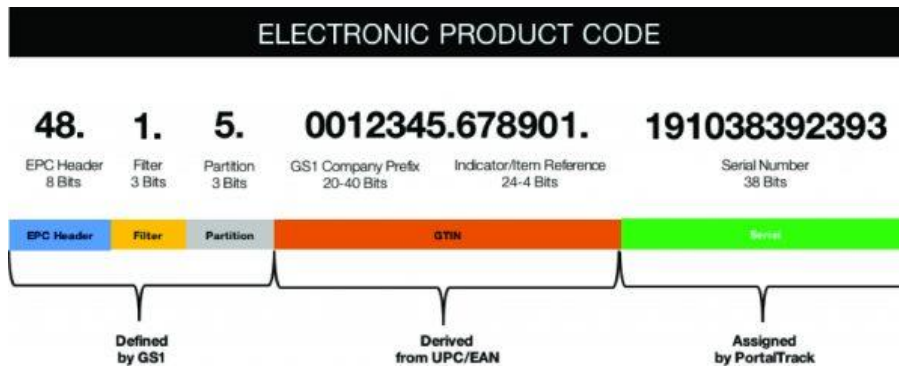 ELECTRONIC PRODUCT CODE
48. 1. 5. 0012345.678901. 191038392393
EPC Header Filter Partition GS1 Company Prefix Indicator/Item Reference Serial Number
8 Bits 3 Bits 3 Bits 20-40 Bits 24-4 Bits 38 Bits
EPC Header Filter Partition GTIN Serial
Defined Derived Assigned
by GS1 from UPC/EAN by PortalTrack